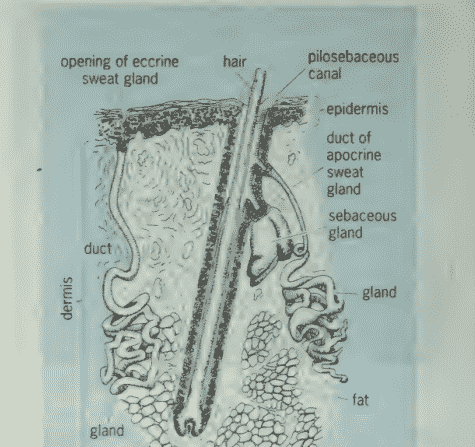 opening of eccrine
sweat gland
hair
pilosebaceous
canal
epidermis
duct of
apocrine
sweat
gland
sebaceous
gland
duct
dermis
gland
fat
gland